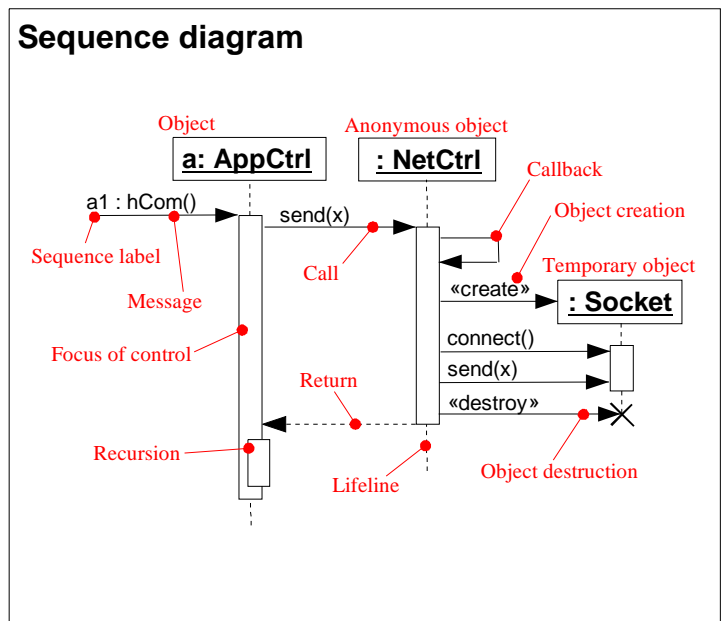 Sequence diagram
Object
Anonymous object
a: AppCtrl
: NetCtrl
Callback
a1 : hCom()
send(x)
Object creation
Sequence label
Call
Temporary object
Message
«create»
: Socket
connect()
Focus of control
send(x)
Return
«destroy»
Recursion
Lifeline
Object destruction